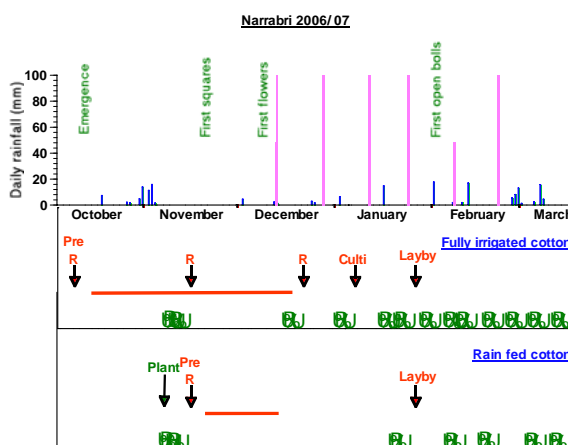 Narrabri 2006/07
Daily rainfall (mm)
100
80
60
40
20
0
Emergence
First squares
First flowers
First open bolls
October November December January February March
Fully irrigated cotton
Pre
R R R Culti Layby
Rain fed cotton
Plant Pre
R Layby